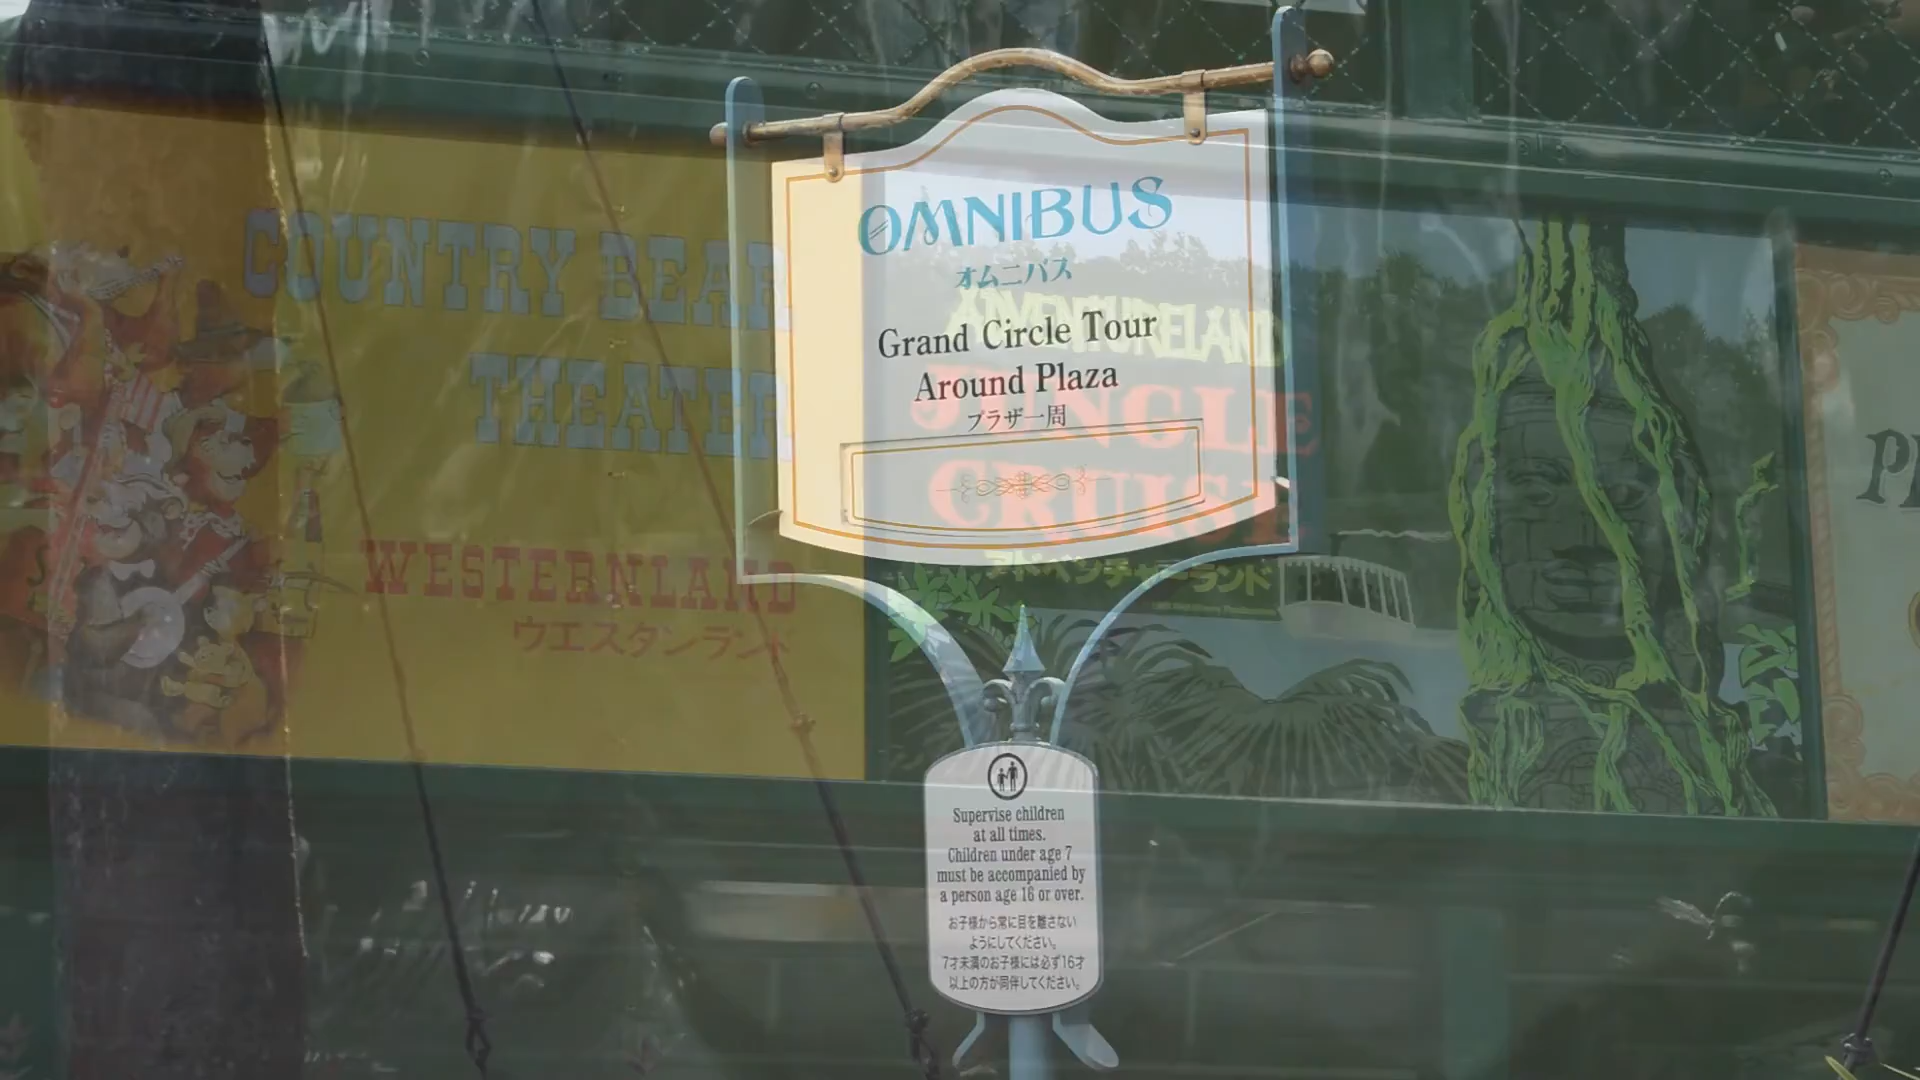 OMNIBUS
オムニバス
Grand Circle Tour
Around Plaza
プラザ一周
Supervise children
at all times.
Children under age 7
must be accompanied by
a person age 16 or over.
お子様から常に目を離さない
ようにしてください。
7才未満のお子様には必ず16才
以上の方が同伴してください。
COUNTRY BEAR
THEATER
WESTERNLAND
ウエスタンランド
ADVENTURELAND
JUNGLE
CRUISE
アドベンチャーランド